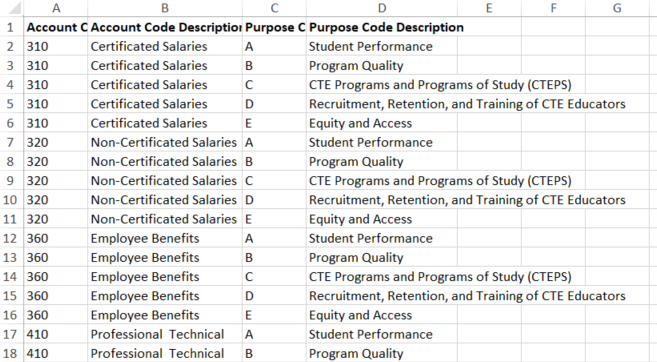 A B C D E F G
1 Account C Account Code Description Purpose C Purpose Code Description
2 310 Certificated Salaries A Student Performance
3 310 Certificated Salaries B Program Quality
4 310 Certificated Salaries C CTE Programs and Programs of Study (CTEPS)
5 310 Certificated Salaries D Recruitment, Retention, and Training of CTE Educators
6 310 Certificated Salaries E Equity and Access
7 320 Non-Certificated Salaries A Student Performance
8 320 Non-Certificated Salaries B Program Quality
9 320 Non-Certificated Salaries C CTE Programs and Programs of Study (CTEPS)
10 320 Non-Certificated Salaries D Recruitment, Retention, and Training of CTE Educators
11 320 Non-Certificated Salaries E Equity and Access
12 360 Employee Benefits A Student Performance
13 360 Employee Benefits B Program Quality
14 360 Employee Benefits C CTE Programs and Programs of Study (CTEPS)
15 360 Employee Benefits D Recruitment, Retention, and Training of CTE Educators
16 360 Employee Benefits E Equity and Access
17 410 Professional Technical A Student Performance
18 410 Professional Technical B Program Quality